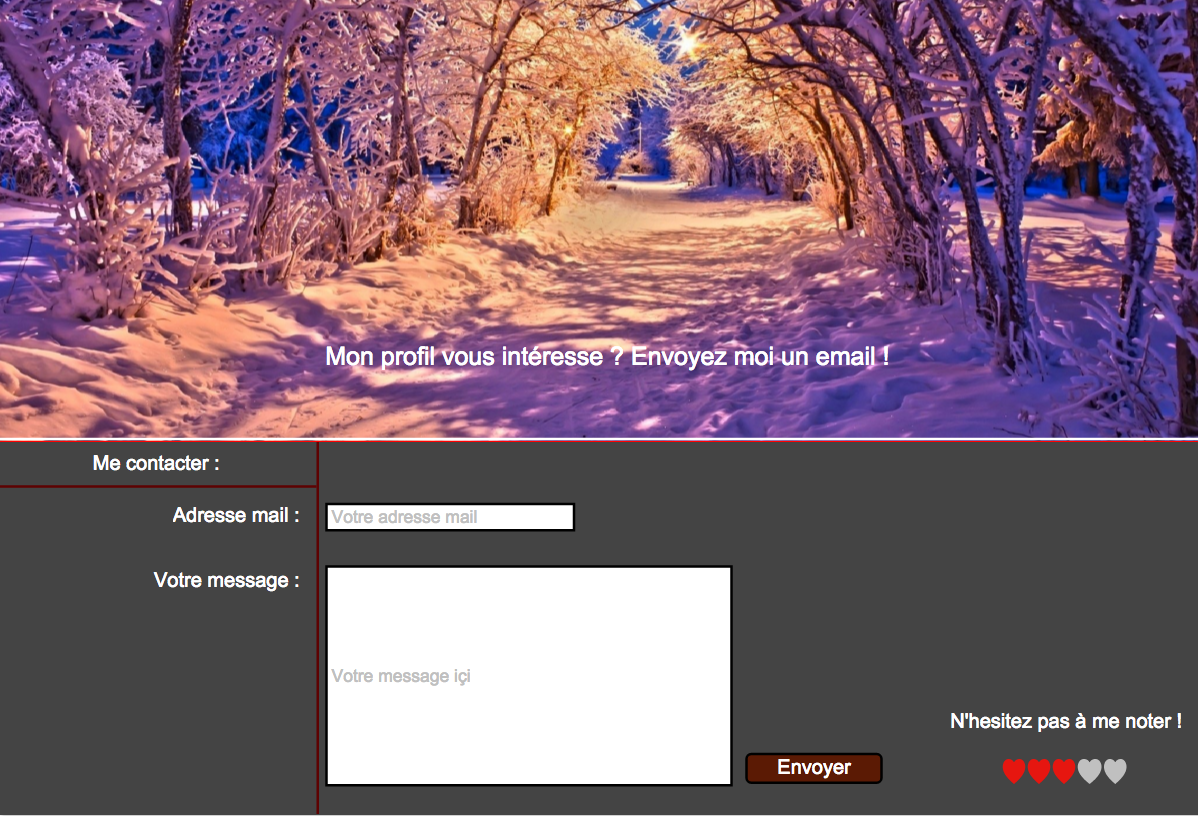 Mon profil vous intéresse ? Envoyez moi un email !
Me contacter :
Adresse mail :
Votre adresse mail
Votre message :
Votre message içi
Envoyer
N'hesitez pas à me noter !